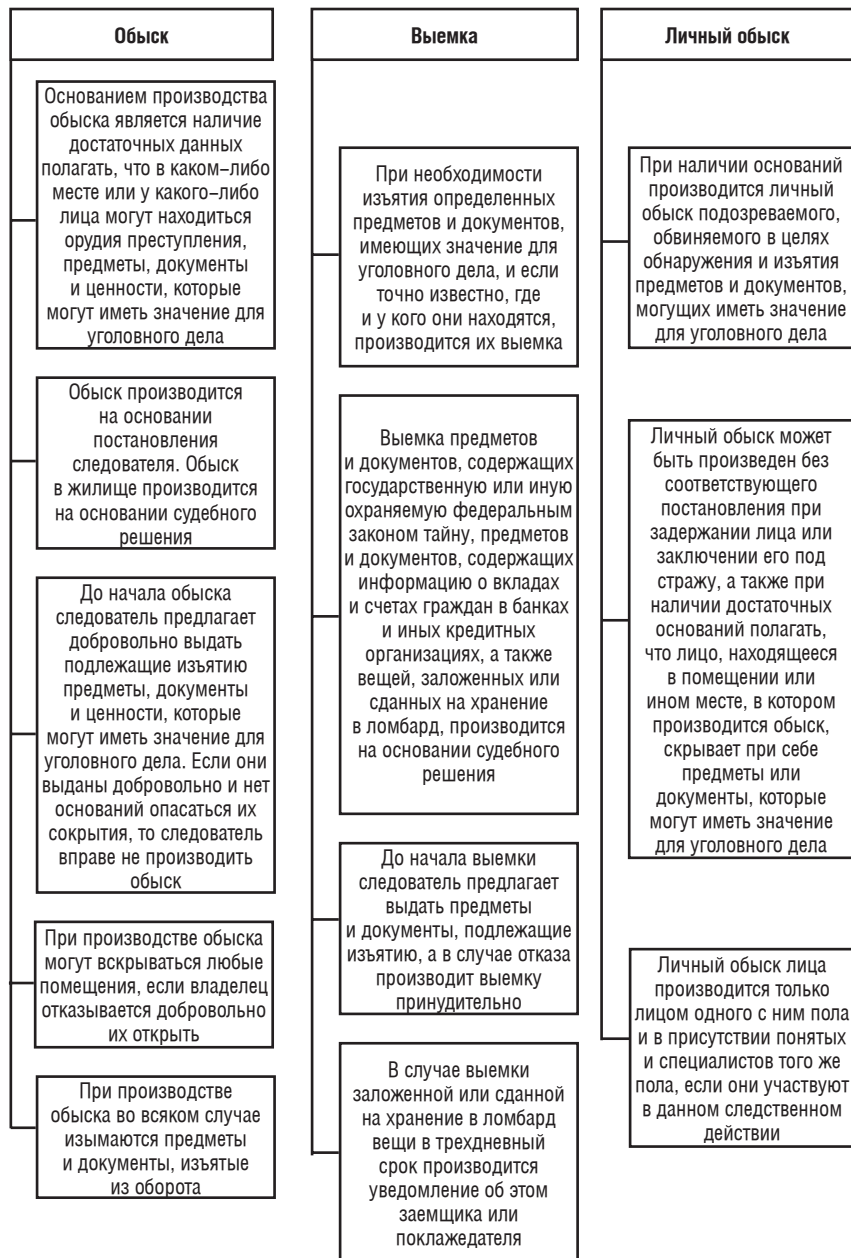 Обыск
Основанием производства
обыска является наличие
достаточных данных
полагать, что в каком–либо
месте или у какого–либо
лица могут находиться
орудия преступления,
предметы, документы
и ценности, которые
могут иметь значение для
уголовного дела
Обыск производится
на основании
постановления
следователя. Обыск
в жилище производится
на основании судебного
решения
До начала обыска
следователь предлагает
добровольно выдать
подлежащие изъятию
предметы, документы
и ценности, которые
могут иметь значение для
уголовного дела. Если они
выданы добровольно и нет
оснований опасаться их
сокрытия, то следователь
вправе не производить
обыск
При производстве обыска
могут вскрываться любые
помещения, если владелец
отказывается добровольно
их открыть
При производстве
обыска во всяком случае
изымаются предметы
и документы, изъятые
из оборота
Выемка
При необходимости
изъятия определенных
предметов и документов,
имеющих значение для
уголовного дела, и если
точно известно, где
и у кого они находятся,
производится их выемка
Выемка предметов
и документов, содержащих
государственную или иную
охраняемую федеральным
законом тайну, предметов
и документов, содержащих
информацию о вкладах
и счетах граждан в банках
и иных кредитных
организациях, а также
вещей, заложенных или
сданных на хранение
в ломбард, производится
на основании судебного
решения
До начала выемки
следователь предлагает
выдать предметы
и документы, подлежащие
изъятию, а в случае отказа
производит выемку
принудительно
В случае выемки
заложенной или сданной
на хранение в ломбард
вещи в трехдневный
срок производится
уведомление об этом
заемщика или
поклажедателя
Личный обыск
При наличии оснований
производится личный
обыск подозреваемого,
обвиняемого в целях
обнаружения и изъятия
предметов и документов,
могущих иметь значение
для уголовного дела
Личный обыск может
быть произведен без
соответствующего
постановления при
задержании лица или
заключении его под
стражу, а также при
наличии достаточных
оснований полагать,
что лицо, находящееся
в помещении или
ином месте, в котором
производится обыск,
скрывает при себе
предметы или
документы, которые
могут иметь значение
для уголовного дела
Личный обыск лица
производится только
лицом одного с ним пола
и в присутствии понятых
и специалистов того же
пола, если они участвуют
в данном следственном
действии